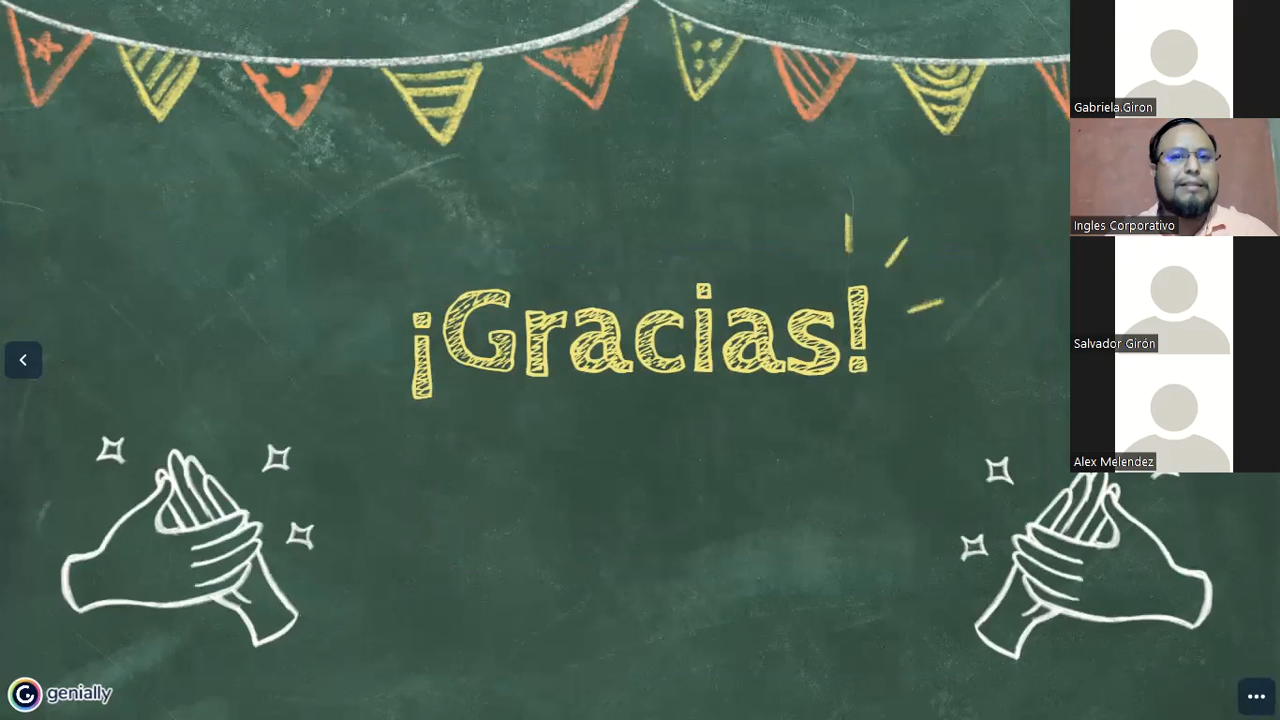 ¡Gracias!
Gabriela.Giron
Ingles Corporativo
Salvador Girón
Alex Melendez
genially